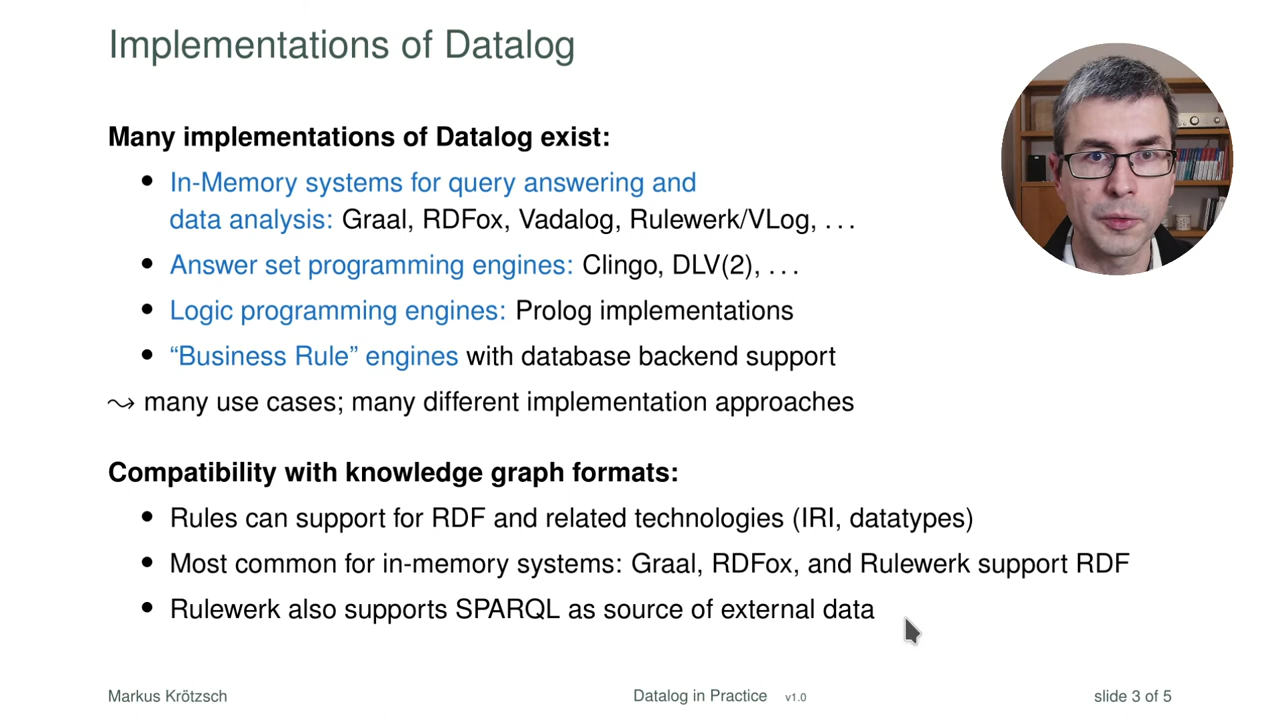 Implementations of Datalog
Many implementations of Datalog exist:
• In-Memory systems for query answering and
data analysis: Graal, RDFox, Vadalog, Rulewerk/VLog, . . .
• Answer set programming engines: Clingo, DLV(2), . . .
• Logic programming engines: Prolog implementations
• “Business Rule” engines with database backend support
⤳ many use cases; many different implementation approaches
Compatibility with knowledge graph formats:
• Rules can support for RDF and related technologies (IRI, datatypes)
• Most common for in-memory systems: Graal, RDFox, and Rulewerk support RDF
• Rulewerk also supports SPARQL as source of external data
Markus Krötzsch Datalog in Practice v1.0 slide 3 of 5